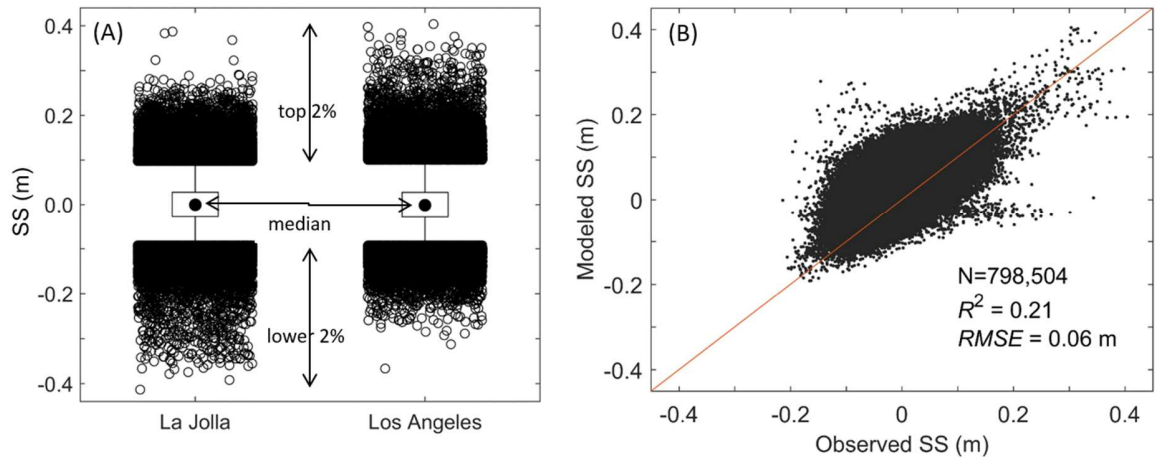 (A)
0.4
0.2
0.0
-0.2
-0.4
SS (m)
top 2%
median
lower 2%
La Jolla
Los Angeles
(B)
0.4
0.2
0
-0.2
-0.4
Modeled SS (m)
N=798,504
R² = 0.21
RMSE = 0.06 m
-0.4
-0.2
0
0.2
0.4
Observed SS (m)